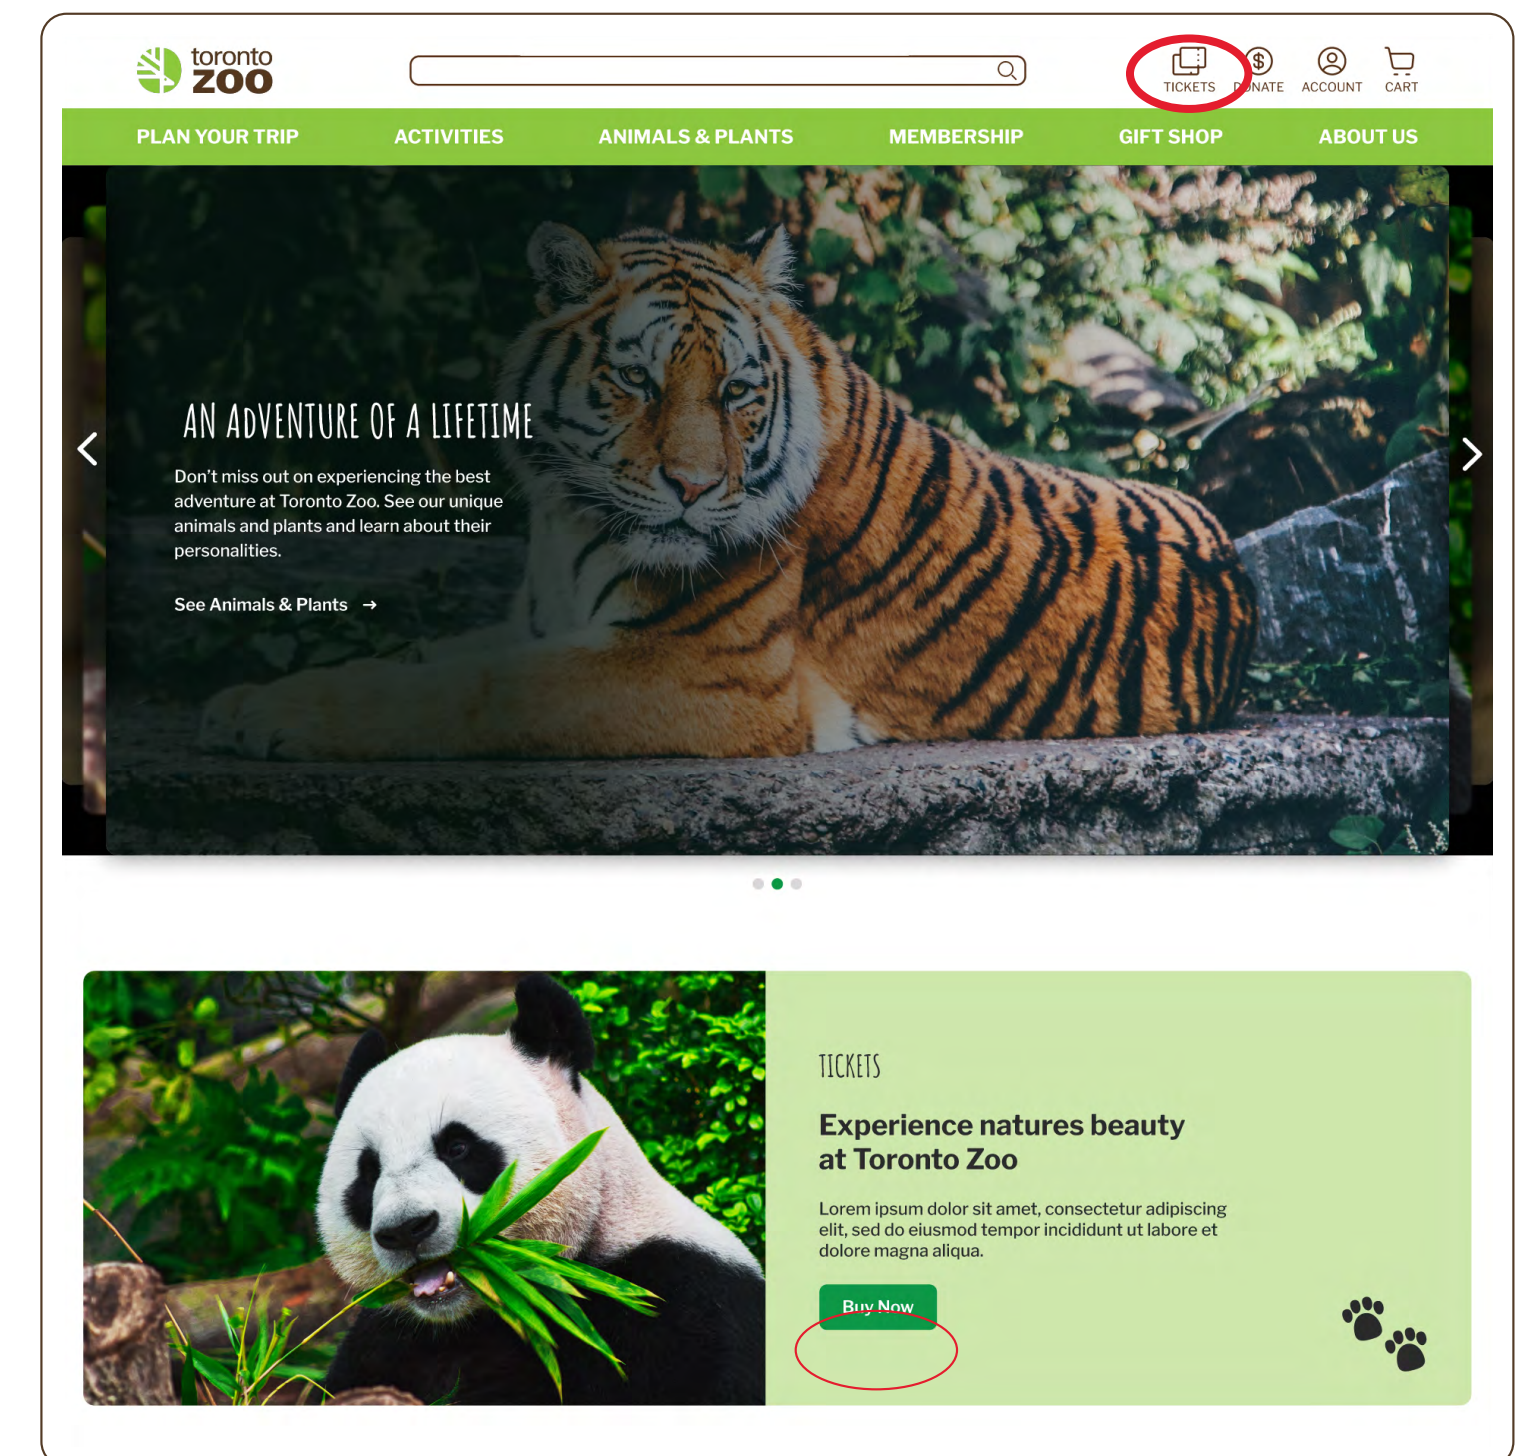 toronto
zoo
TICKETS
DONATE
ACCOUNT
CART
PLAN YOUR TRIP
ACTIVITIES
ANIMALS & PLANTS
MEMBERSHIP
GIFT SHOP
ABOUT US
AN ADVENTURE OF A LIFETIME
Don't miss out on experiencing the best
adventure at Toronto Zoo. See our unique
animals and plants and learn about their
personalities.
See Animals & Plants →
TICKETS
Experience natures beauty
at Toronto Zoo
Lorem ipsum dolor sit amet, consectetur adipiscing
elit, sed do eiusmod tempor incididunt ut labore et
dolore magna aliqua.
Buy Now